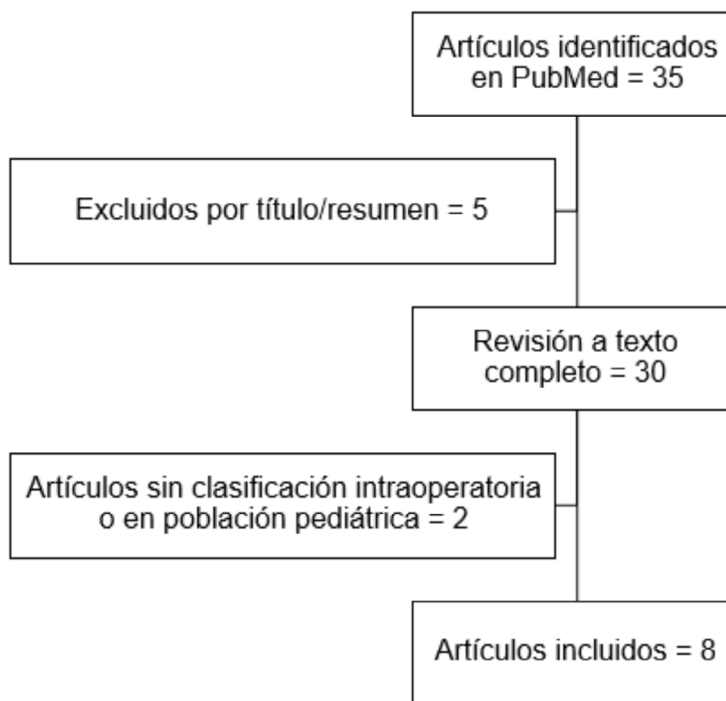 Artículos identificados
en PubMed = 35
Excluidos por título/resumen = 5
Revisión a texto
completo = 30
Artículos sin clasificación intraoperatoria
o en población pediátrica = 2
Artículos incluidos = 8